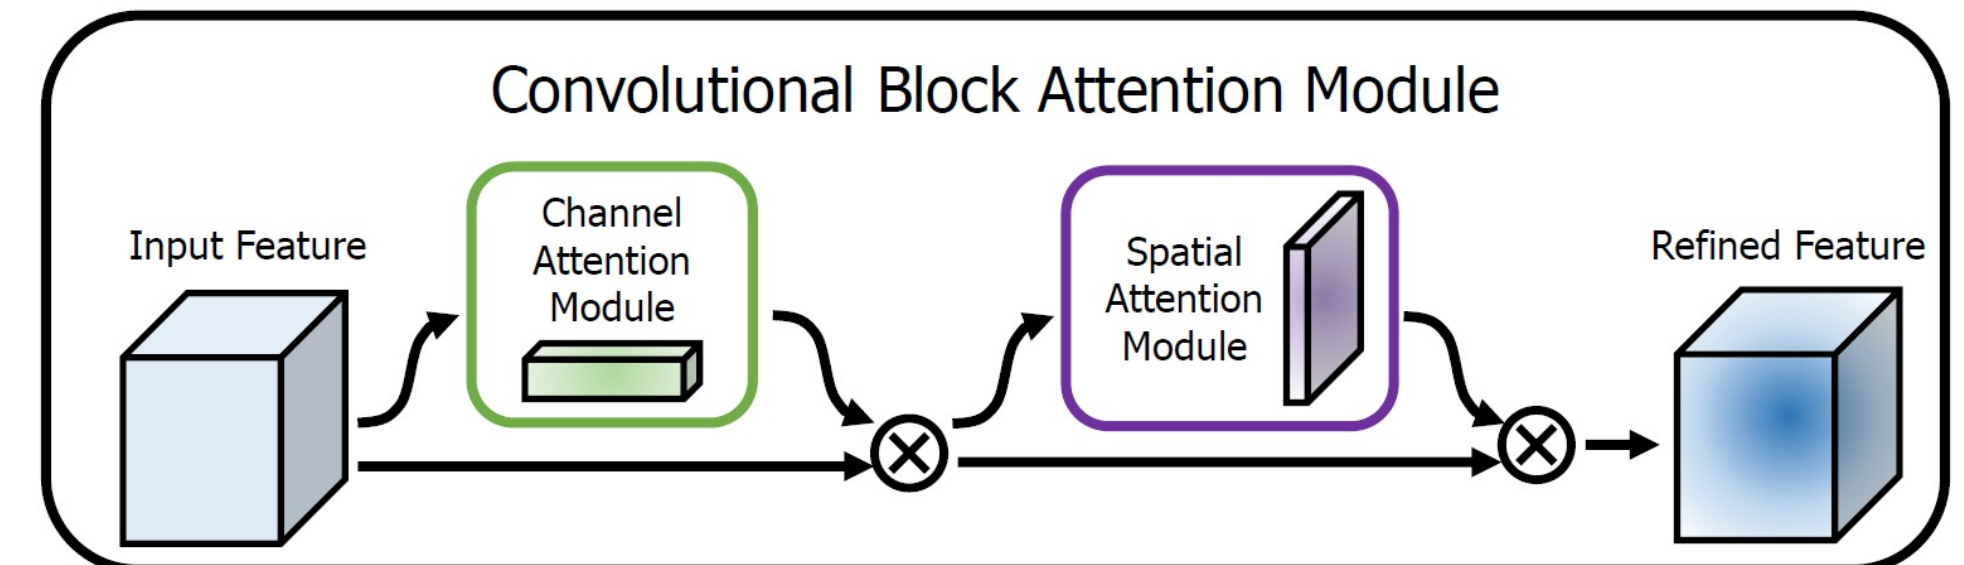 Convolutional Block Attention Module
Input Feature
Channel
Attention
Module
Spatial
Attention
Module
Refined Feature